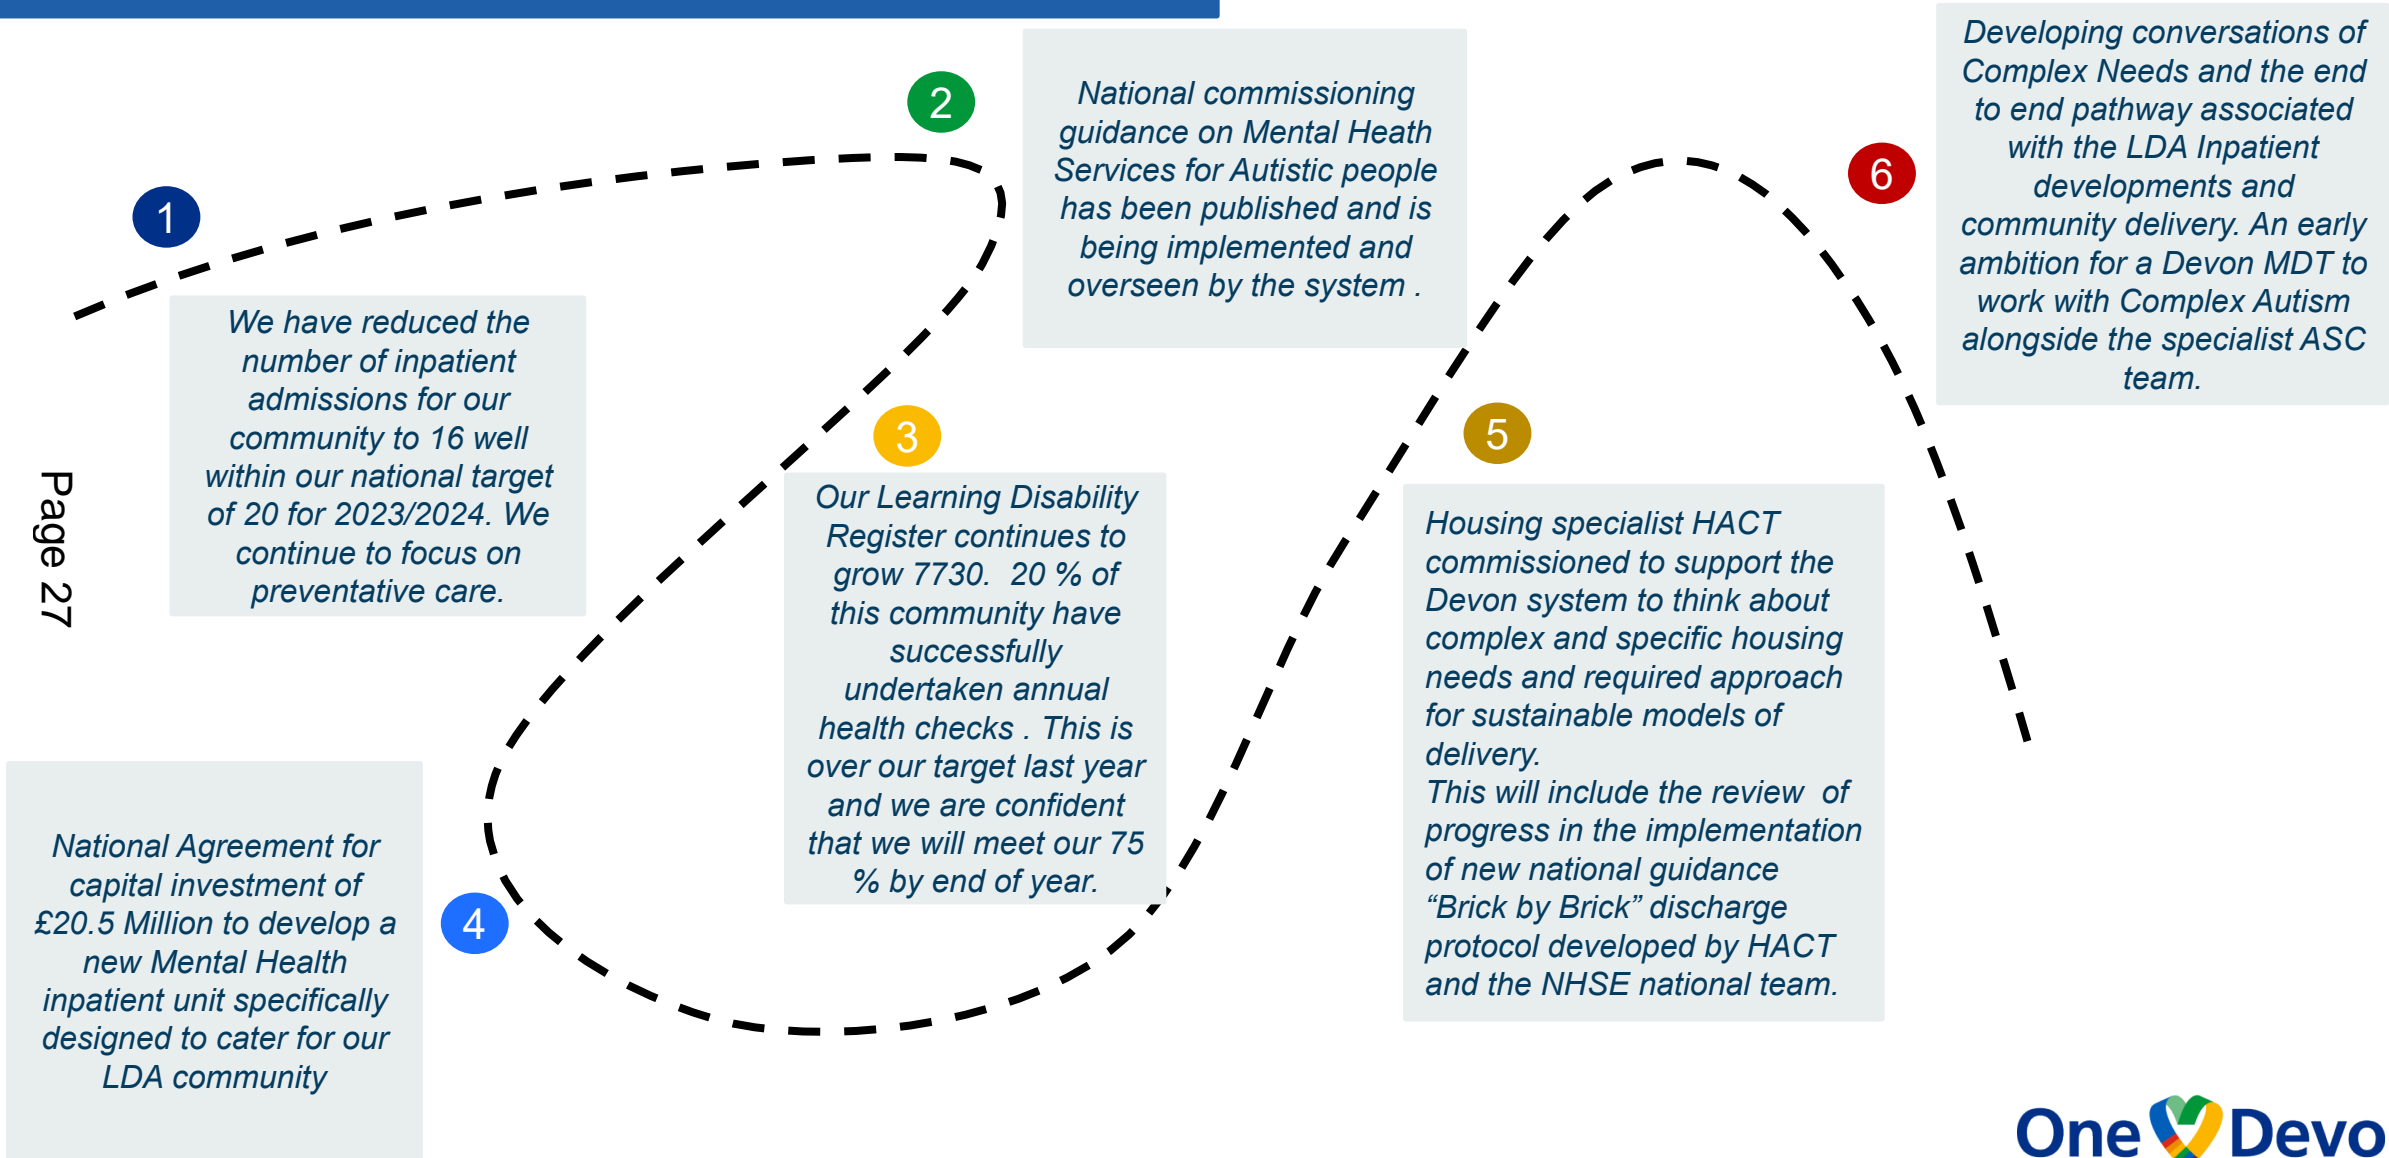 1
We have reduced the
number of inpatient
admissions for our
community to 16 well
within our national target
of 20 for 2023/2024. We
continue to focus on
preventative care.
2
National commissioning
guidance on Mental Heath
Services for Autistic people
has been published and is
being implemented and
overseen by the system .
3
Our Learning Disability
Register continues to
grow 7730.  20 % of
this community have
successfully
undertaken annual
health checks . This is
over our target last year
and we are confident
that we will meet our 75
% by end of year.
4
National Agreement for
capital investment of
£20.5 Million to develop a
new Mental Health
inpatient unit specifically
designed to cater for our
LDA community
5
Housing specialist HACT
commissioned to support the
Devon system to think about
complex and specific housing
needs and required approach
for sustainable models of
delivery.
This will include the review  of
progress in the implementation
of new national guidance
“Brick by Brick” discharge
protocol developed by HACT
and the NHSE national team.
6
Developing conversations of
Complex Needs and the end
to end pathway associated
with the LDA Inpatient
developments and
community delivery. An early
ambition for a Devon MDT to
work with Complex Autism
alongside the specialist ASC
team.
Page 27
One Devo